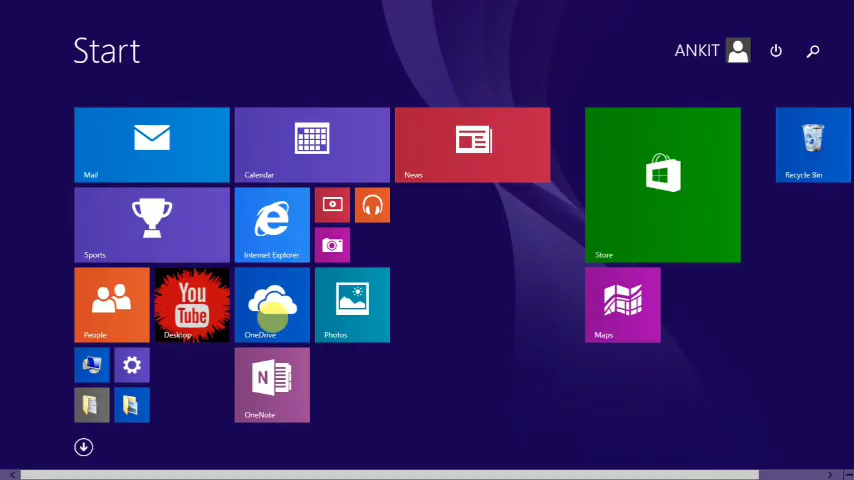 Start
ANKIT
Mail
Calendar
News
Store
Recycle Bin
Sports
Internet Explorer
People
You
Tube
Desktop
OneDrive
Photos
Maps
N
OneNote